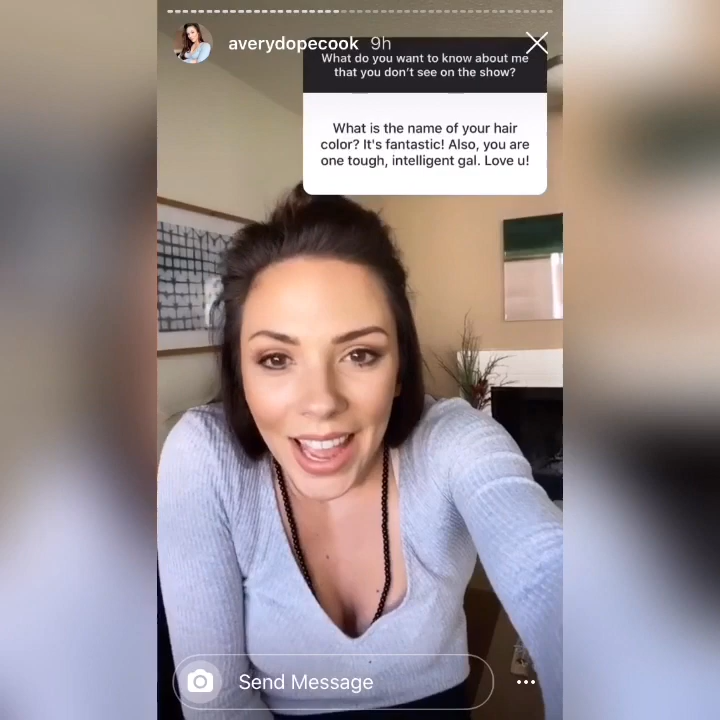 averydopecook 9h
What do you want to know about me
that you don't see on the show?
What is the name of your hair
color? It's fantastic! Also, you are
one tough, intelligent gal. Love u!
Send Message